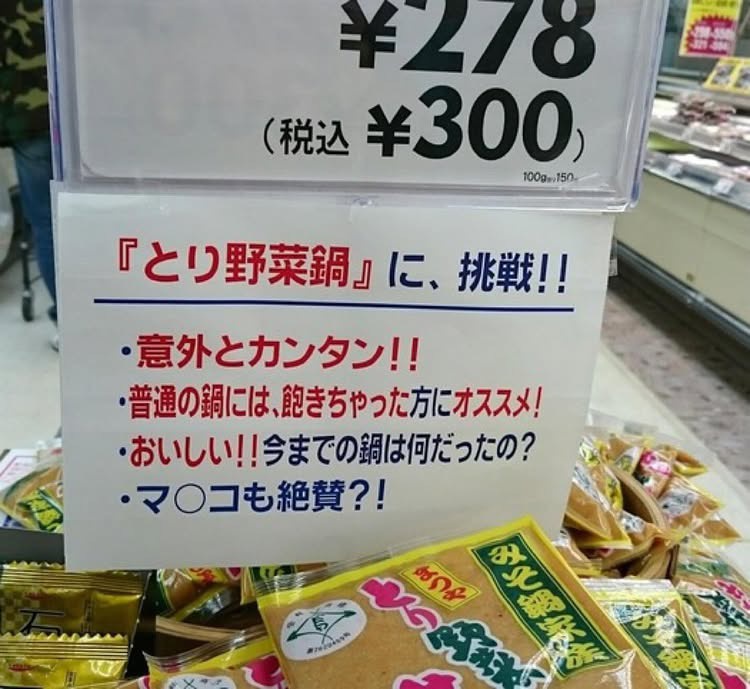 ¥278
(税込 ¥300)
『とり野菜鍋』に、挑戦!!
・意外とカンタン!!
・普通の鍋には、飽きちゃった方にオススメ!
・おいしい!!今までの鍋は何だったの?
・マ○コも絶賛?!
みそ鍋
まつや
とり野菜